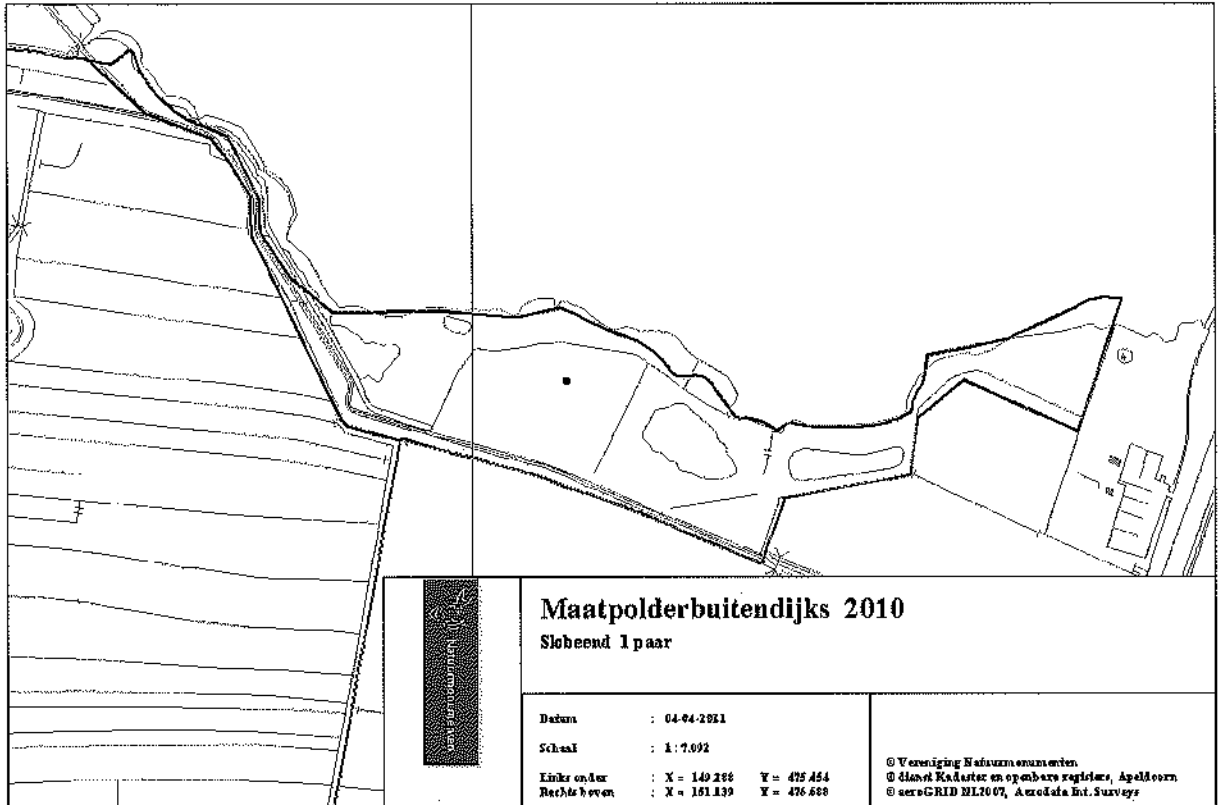 Maatpolderbuitendijks 2010
Slobeend 1 paar
Natuurmonumenten
Datum : 04-04-2011
Schaal : 1 : 7.092
Links onder : X = 149.288 Y = 475.454
Rechts boven : X = 151.139 Y = 476.688
© Vereniging Natuurmonumenten
© dienst Kadaster en openbare registers, Apeldoorn
© aeroGRID NL2007, Aerodata Int. Surveys